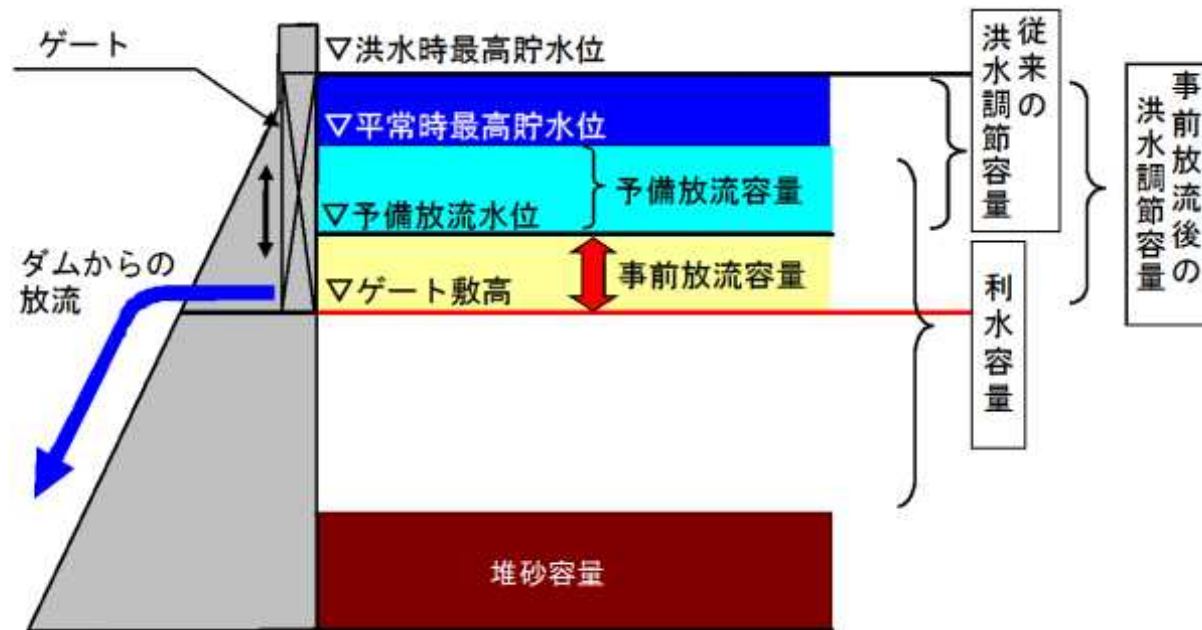 ゲート
▽洪水時最高貯水位
▽平常時最高貯水位
予備放流容量
▽予備放流水位
ダムからの
放流
事前放流容量
▽ゲート敷高
堆砂容量
従来の
洪水調節容量
利水容量
事前放流後の
洪水調節容量